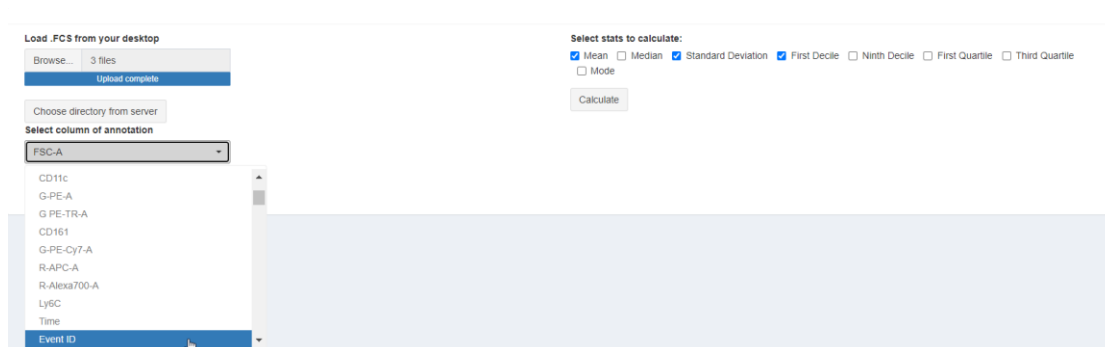 Load .FCS from your desktop
Browse... 3 files
Upload complete
Choose directory from server
Select column of annotation
FSC-A
CD11c
G-PE-A
G PE-TR-A
CD161
G-PE-Cy7-A
R-APC-A
R-Alexa700-A
Ly6C
Time
Event ID
Select stats to calculate:
Mean Median Standard Deviation First Decile Ninth Decile First Quartile Third Quartile
Mode
Calculate